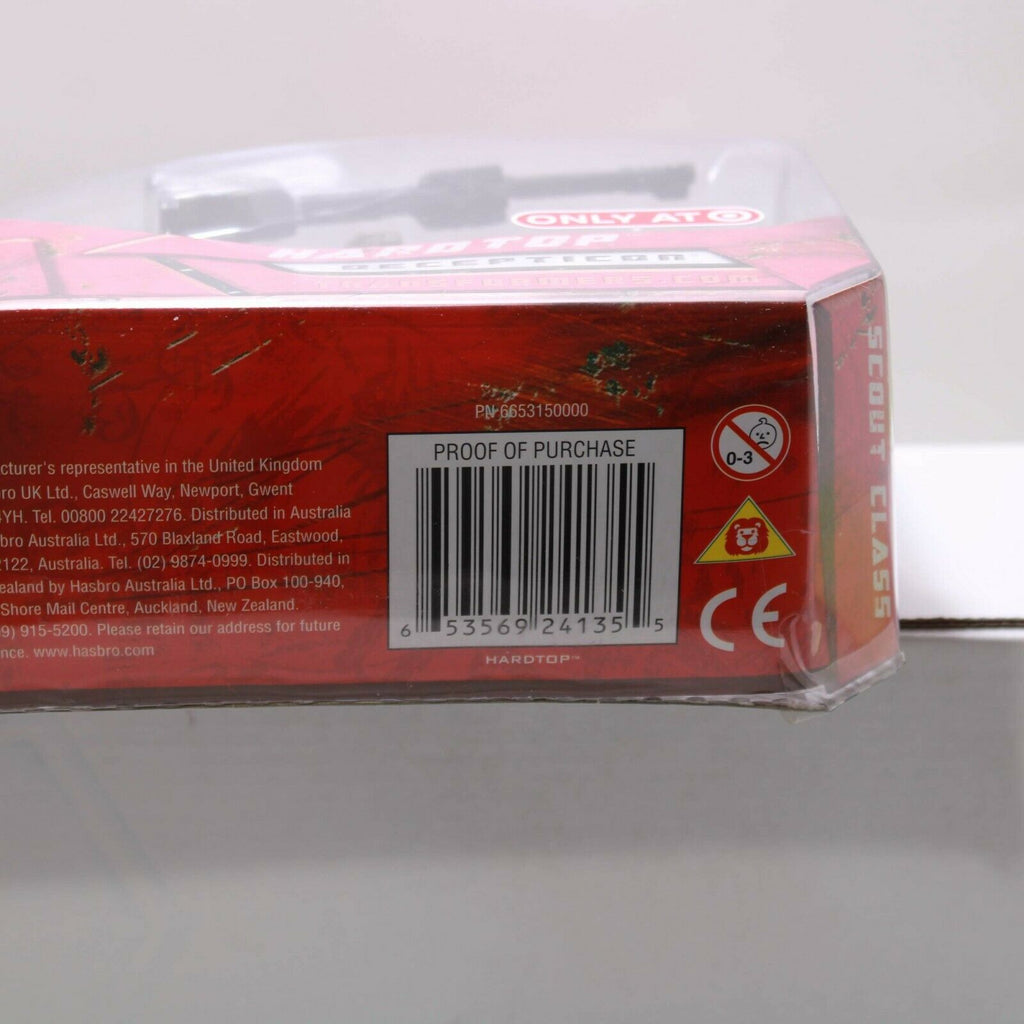 ONLY AT
HARDTOP
DECEPTICON
TRANSFORMERS.COM
SCOUT CLASS
PN 6653150000
PROOF OF PURCHASE
6 53569 24135 5
HARDTOP™
0-3
CE
cturer's representative in the United Kingdom
ro UK Ltd., Caswell Way, Newport, Gwent
YH. Tel. 00800 22427276. Distributed in Australia
bro Australia Ltd., 570 Blaxland Road, Eastwood,
2122, Australia. Tel. (02) 9874-0999. Distributed in
ealand by Hasbro Australia Ltd., PO Box 100-940,
Shore Mail Centre, Auckland, New Zealand.
9) 915-5200. Please retain our address for future
nce. www.hasbro.com